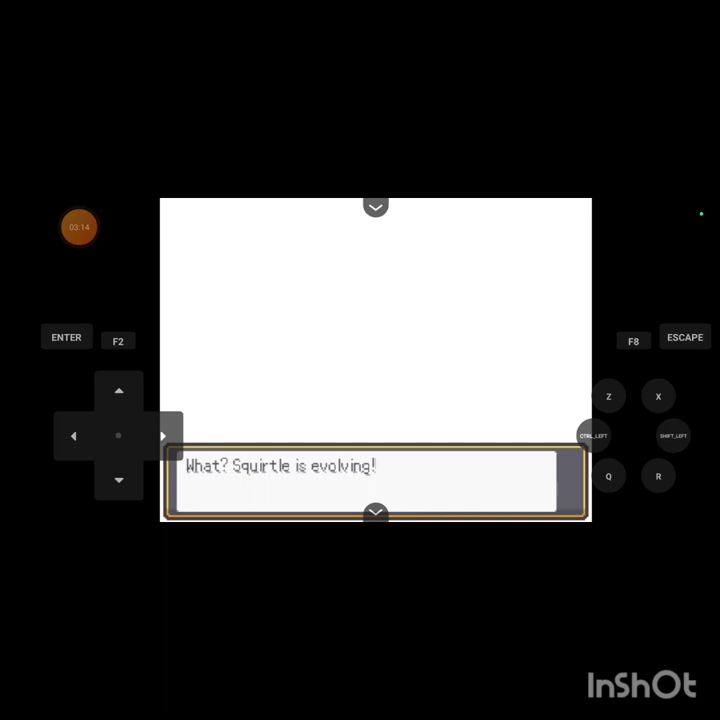 03:14
ENTER
F2
F8
ESCAPE
Z
X
CTRL_LEFT
SHIFT_LEFT
Q
R
What? Squirtle is evolving!
InShOt